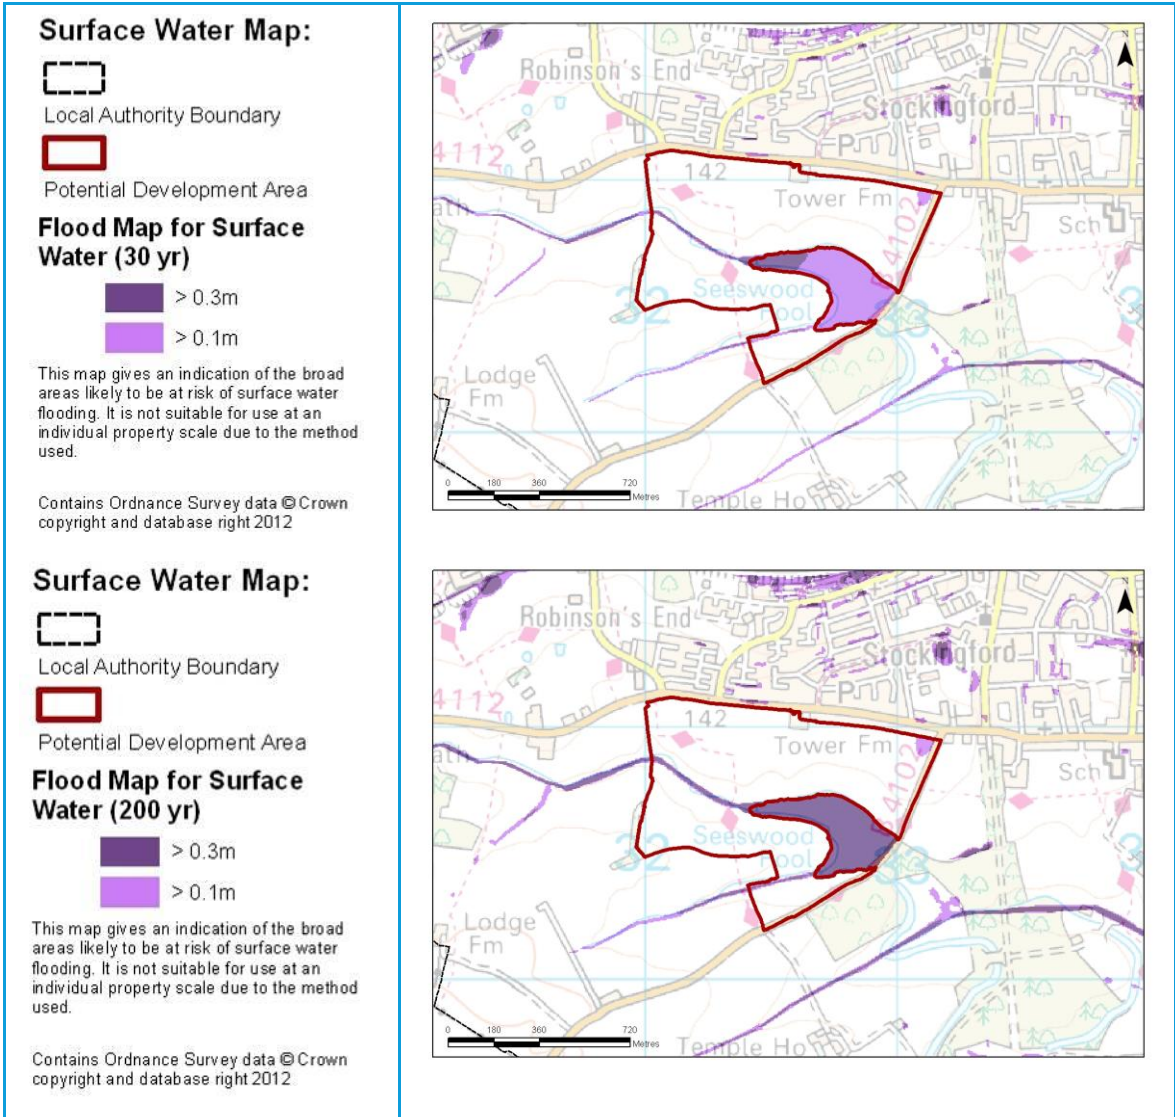 Surface Water Map:
Local Authority Boundary
Potential Development Area
Flood Map for Surface
Water (30 yr)
> 0.3m
> 0.1m
This map gives an indication of the broad
areas likely to be at risk of surface water
flooding. It is not suitable for use at an
individual property scale due to the method
used.
Contains Ordnance Survey data © Crown
copyright and database right 2012
Robinson's End
Stockingford
4112
P
142
Tower Fm
4102
Sch
ath
Seeswood
Pool
32
33
3
Lodge
Fm
Temple Ho
0 180 360 720
Metres
N
Surface Water Map:
Local Authority Boundary
Potential Development Area
Flood Map for Surface
Water (200 yr)
> 0.3m
> 0.1m
This map gives an indication of the broad
areas likely to be at risk of surface water
flooding. It is not suitable for use at an
individual property scale due to the method
used.
Contains Ordnance Survey data © Crown
copyright and database right 2012
Robinson's End
Stockingford
4112
P
142
Tower Fm
4102
Sch
ath
Seeswood
Pool
32
33
3
Lodge
Fm
Temple Ho
0 180 360 720
Metres
N